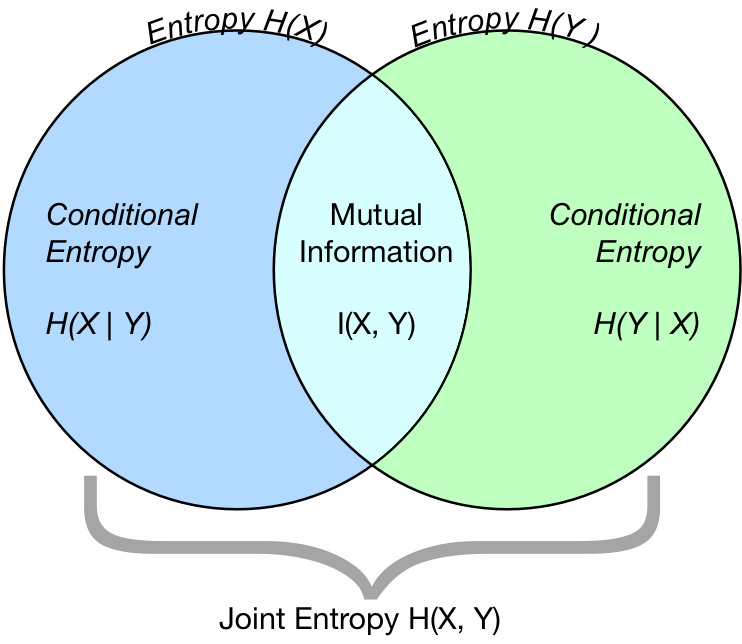 Entropy H(X)
Entropy H(Y)
Conditional
Entropy
H(X | Y)
Mutual
Information
I(X, Y)
Conditional
Entropy
H(Y | X)
Joint Entropy H(X, Y)